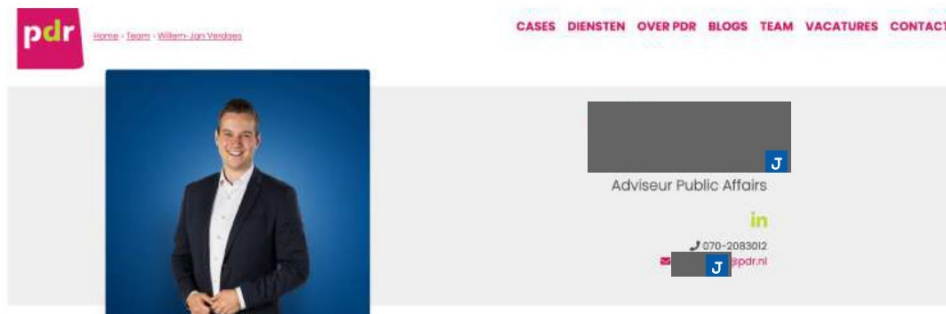 pdr
Home › Team › Willem-Jan Verdaes
CASES DIENSTEN OVER PDR BLOGS TEAM VACATURES CONTACT
J
Adviseur Public Affairs
in
070-2083012
J @pdr.nl